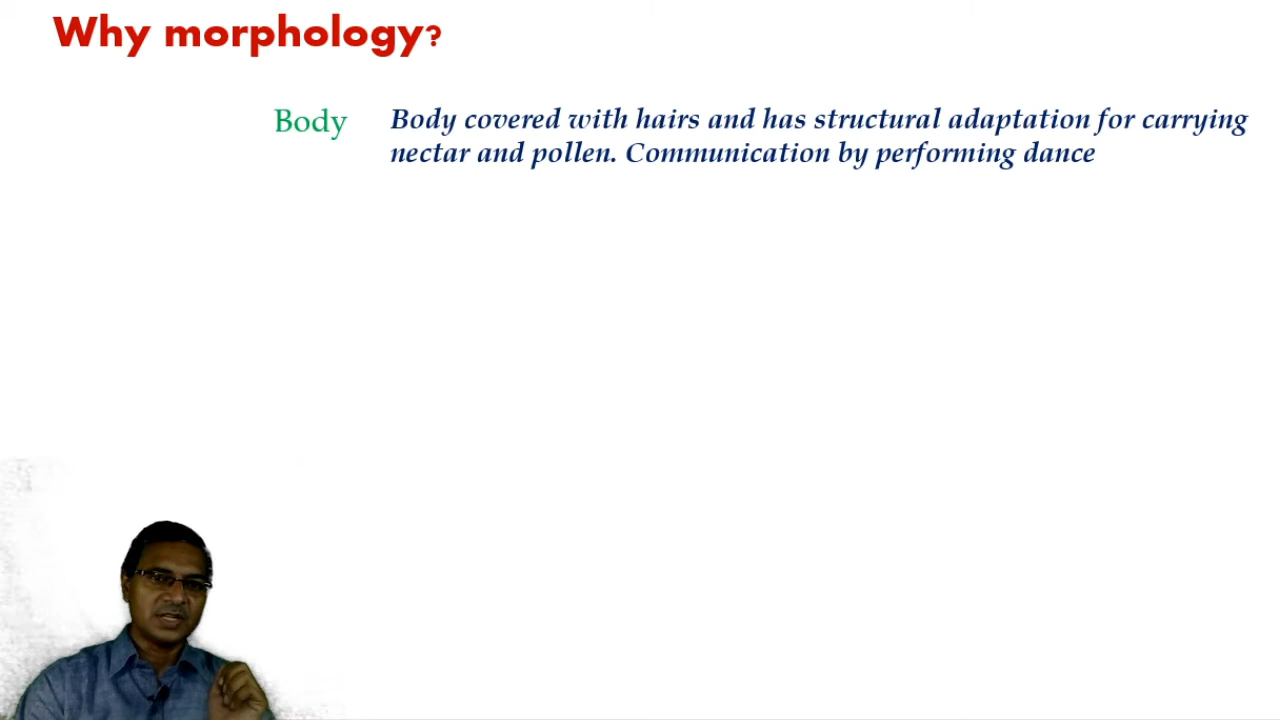 Why morphology?
Body
Body covered with hairs and has structural adaptation for carrying
nectar and pollen. Communication by performing dance